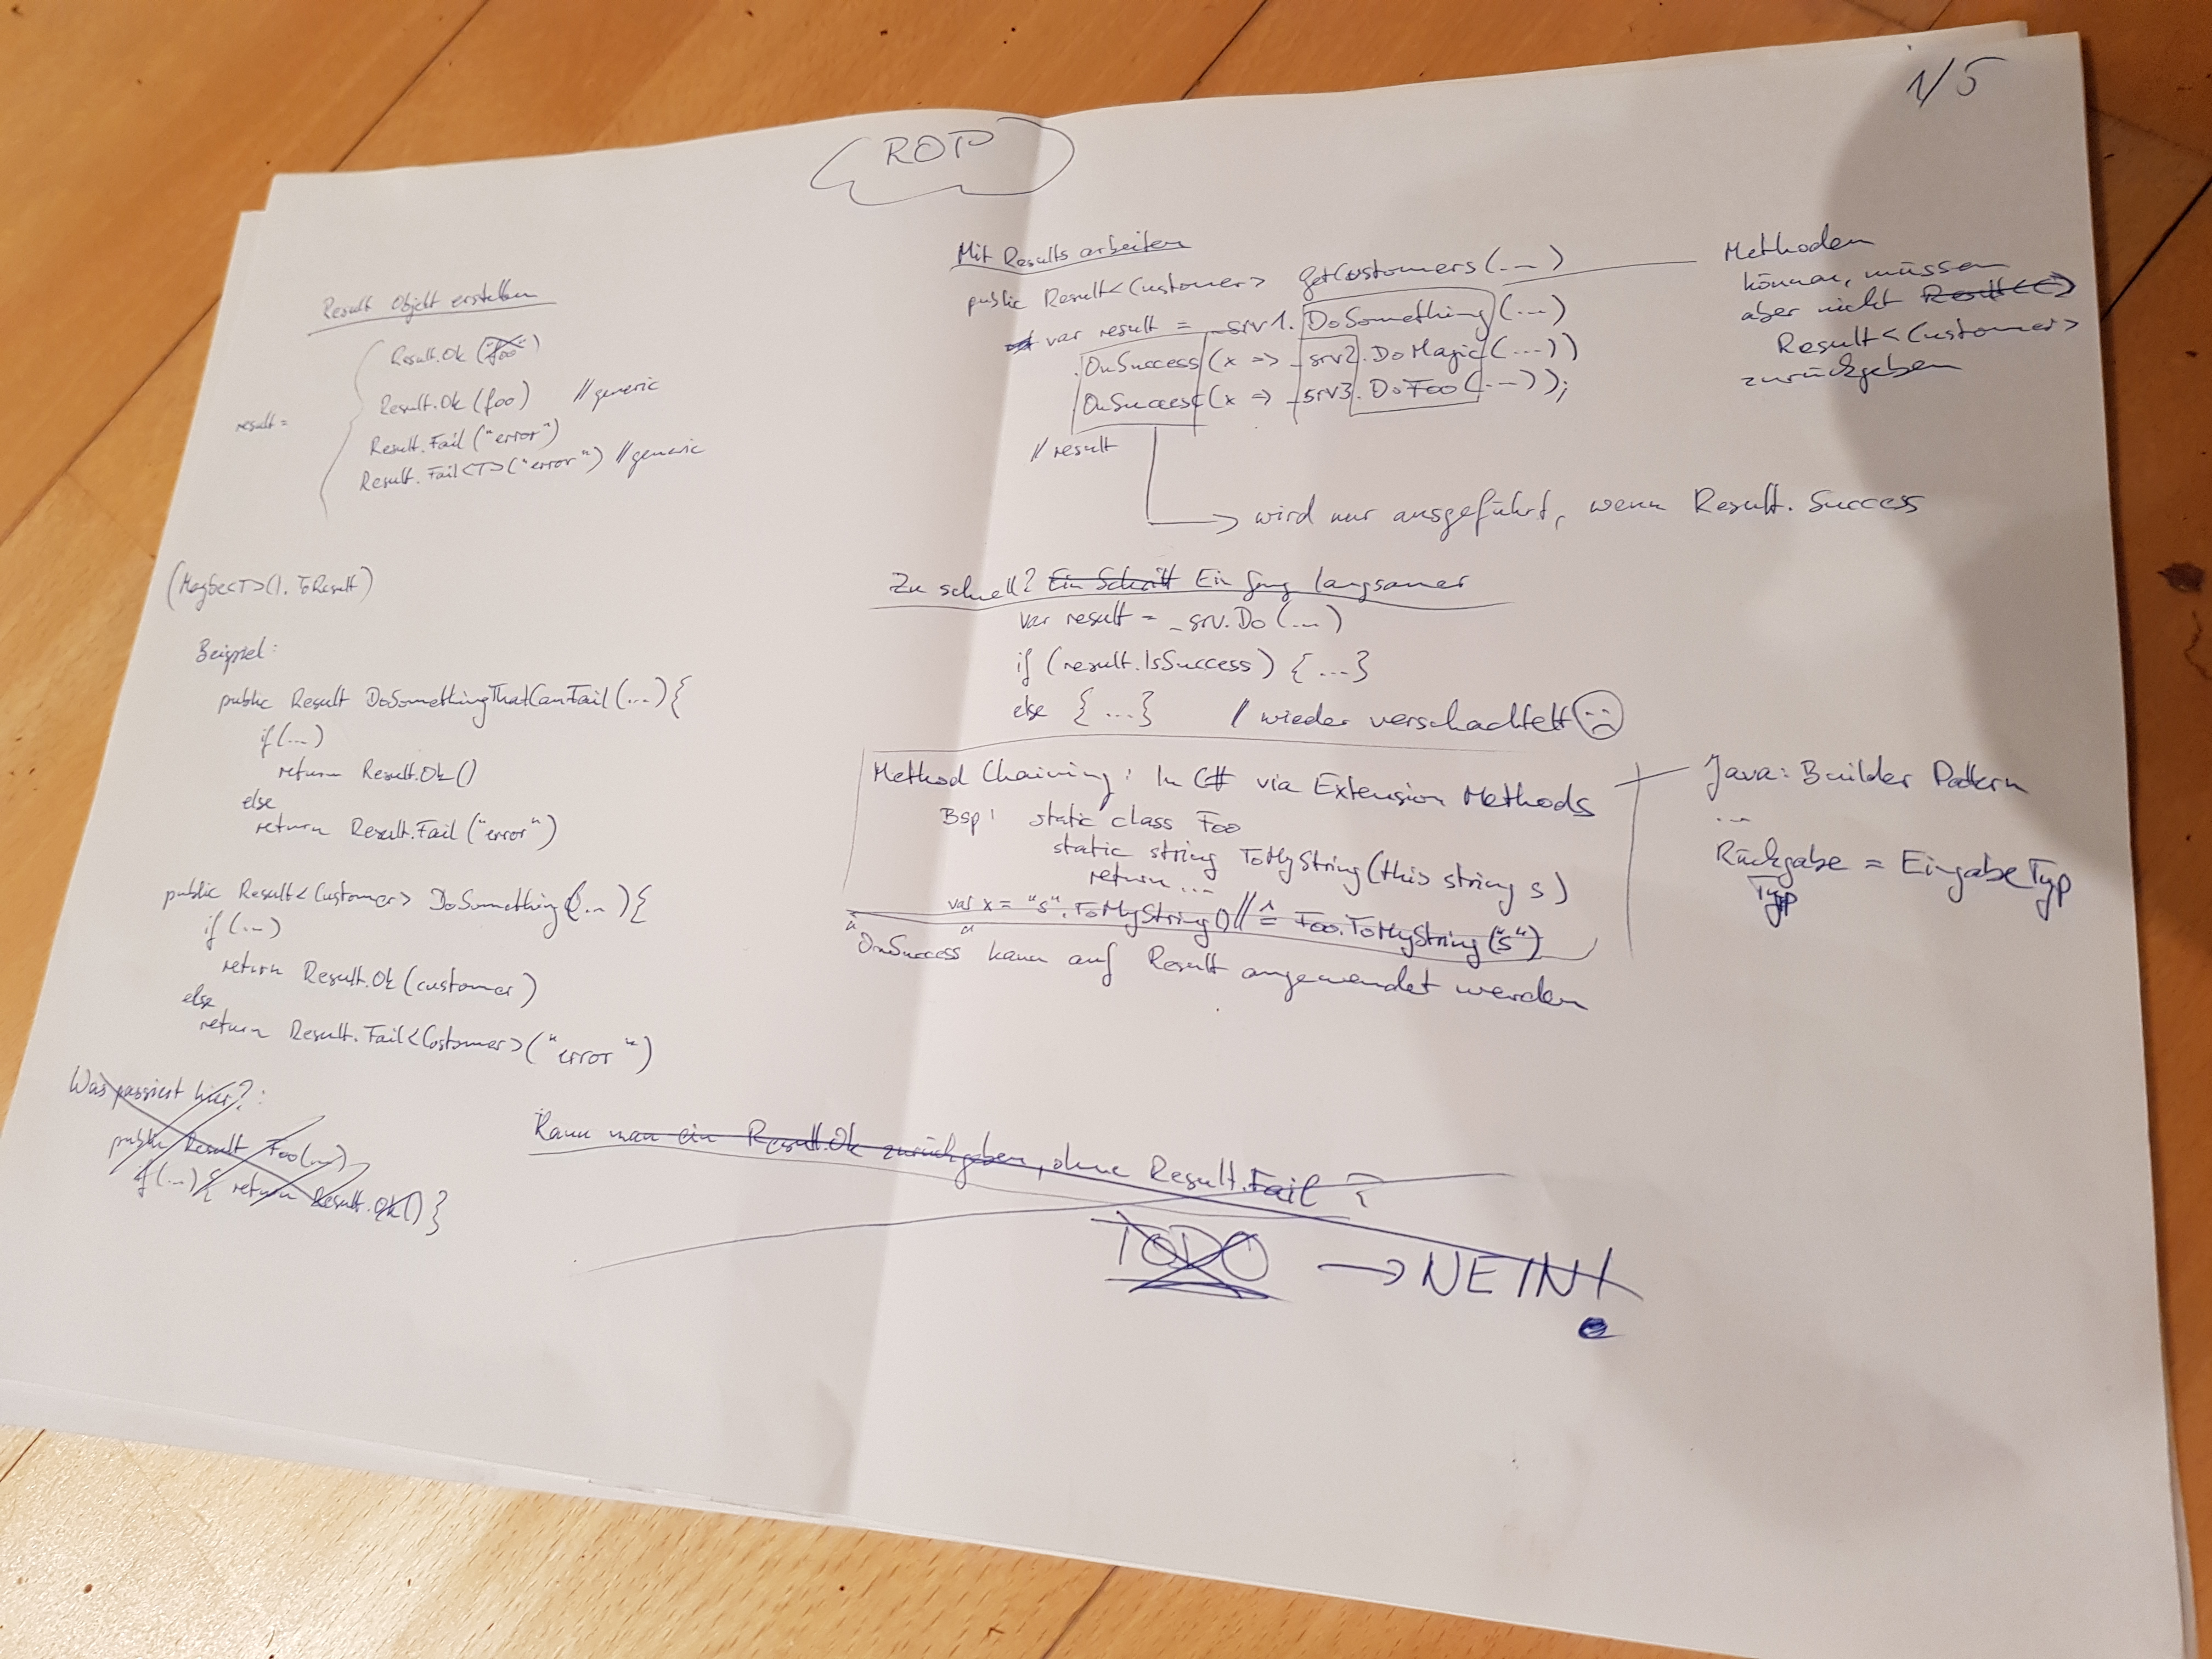 1/5
ROP
Result Objekt erstellen
result =
Result.Ok ("foo")
Result.Ok (foo) //generic
Result.Fail ("error")
Result.Fail<T>("error") //generic
(Maybe<T>().ToResult)
Beispiel:
public Result DoSomethingThatCanFail (...){
if (...)
return Result.Ok()
else
return Result.Fail ("error")
public Result<Customer> DoSomething (...){
if (...)
return Result.Ok (customer)
else
return Result.Fail<Costumer>("error")
Was passiert hier?:
public Result Foo(...)
if (...) { return Result.Ok() }
Mit Results arbeiten
public Result<Customer> getCustomers (...)
var result = _srv1. DoSomething (...)
.OnSuccess (x => _srv2.DoMagic(...))
OnSuccess (x => _srv3.DoFoo (...));
// result
wird nur ausgeführt, wenn Result. Success
Methoden
können, müssen
aber nicht
Result<Customer>
zurückgeben
Zu schnell? Ein Schritt Ein Gang langsamer
var result = _srv.Do (...)
if (result.IsSuccess) { ...}
else { ...} / wieder verschachtelt
Method Chaining: In C# via Extension Methods
Bsp: static class Foo
static string ToMyString (this string s)
return ...
var x = "s".ToMyString() // ≙ Foo.ToMyString ("s")
"OnSuccess" kann auf Result angewendet werden
Java: Builder Pattern
...
Rückgabe = EingabeTyp
Typ
Kann man ein Result.Ok zurückgeben, ohne Result.Fail ?
TODO → NEIN!